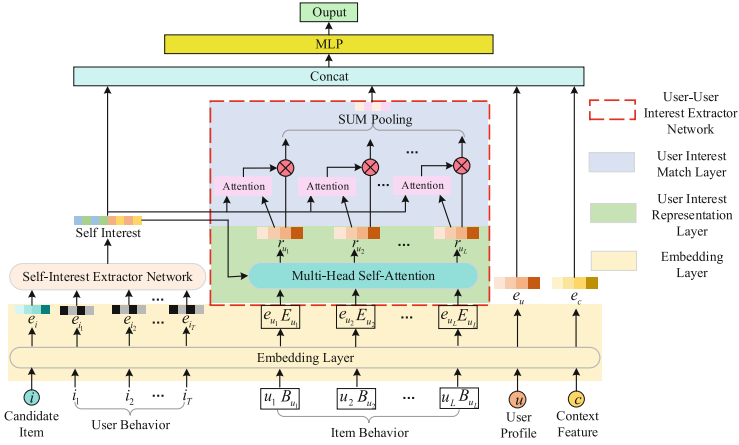 Ouput
MLP
Concat
SUM Pooling
...
Attention Attention ... Attention
Self Interest
r_{u_1} r_{u_2} ... r_{u_L}
Self-Interest Extractor Network
Multi-Head Self-Attention
e_i e_{i_1} e_{i_2} ... e_{i_T}
e_{u_1} E_{u_1} e_{u_2} E_{u_2} ... e_{u_L} E_{u_L}
e_u e_c
Embedding Layer
i i_1 i_2 ... i_T
u_1 B_{u_1} u_2 B_{u_2} ... u_L B_{u_L}
u c
Candidate
Item
User Behavior
Item Behavior
User
Profile
Context
Feature
User-User
Interest Extractor
Network
User Interest
Match Layer
User Interest
Representation
Layer
Embedding
Layer